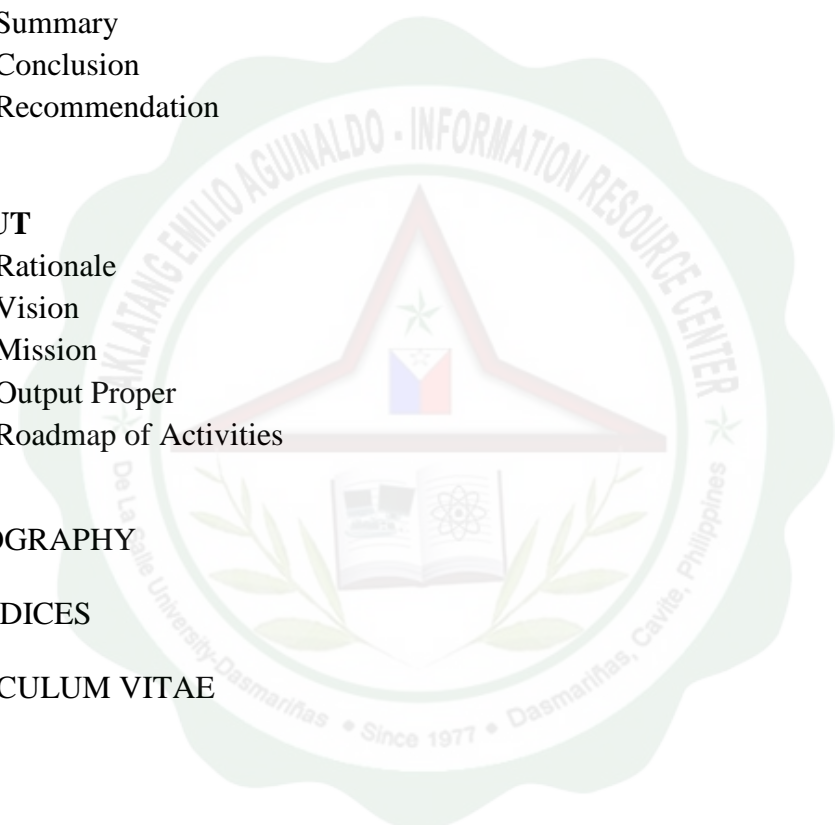 Summary
Conclusion
Recommendation
UT
Rationale
Vision
Mission
Output Proper
Roadmap of Activities
OGRAPHY
DICES
CULUM VITAE
AKLATANG EMILIO AGUINALDO - INFORMATION RESOURCE CENTER
De La Salle University-Dasmariñas • Since 1977 • Dasmariñas, Cavite, Philippines